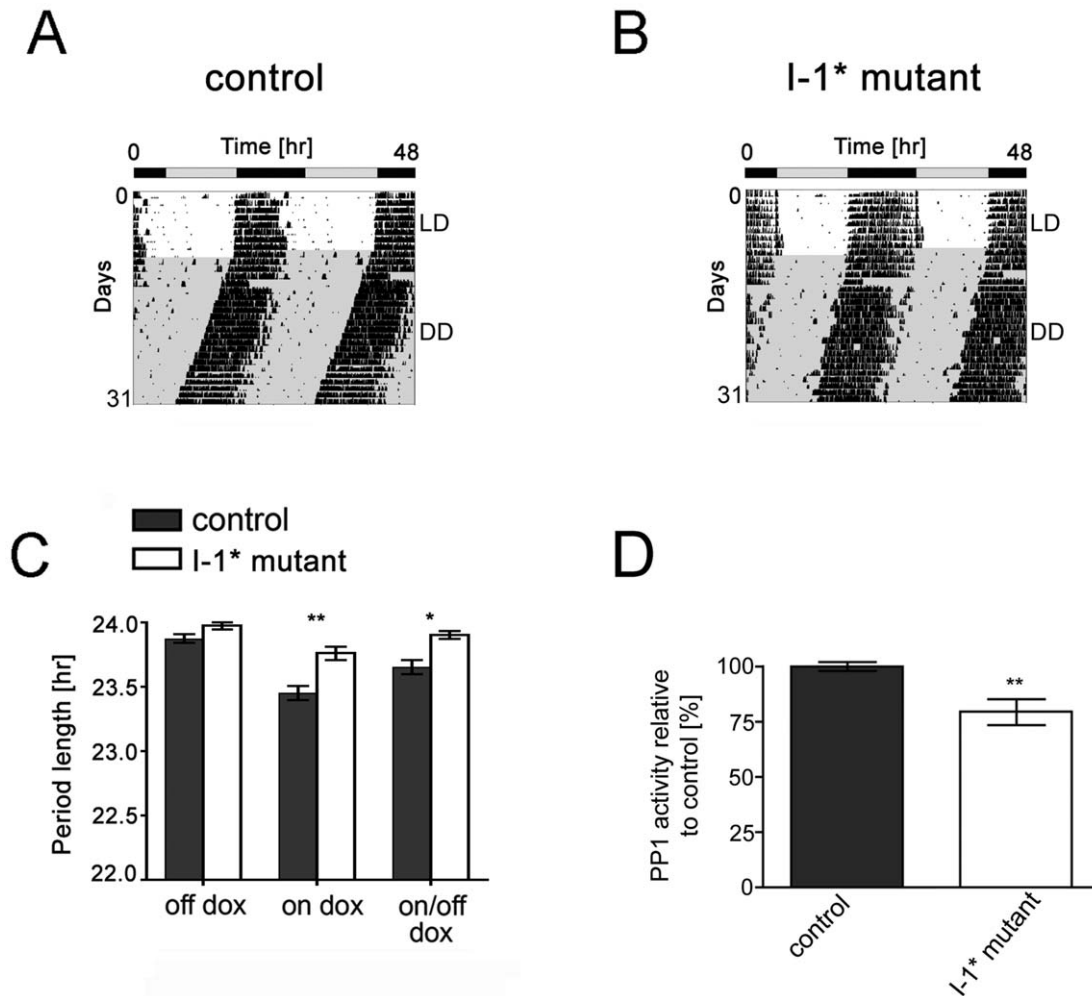 A
control
0 Time [hr] 48
0
LD
Days
DD
31
B
I-1* mutant
0 Time [hr] 48
0
LD
Days
DD
31
C
control
I-1* mutant
Period length [hr]
24.0
23.5
23.0
22.5
22.0
**
*
off dox
on dox
on/off
dox
D
PP1 activity relative
to control [%]
100
75
50
25
0
**
control
I-1* mutant